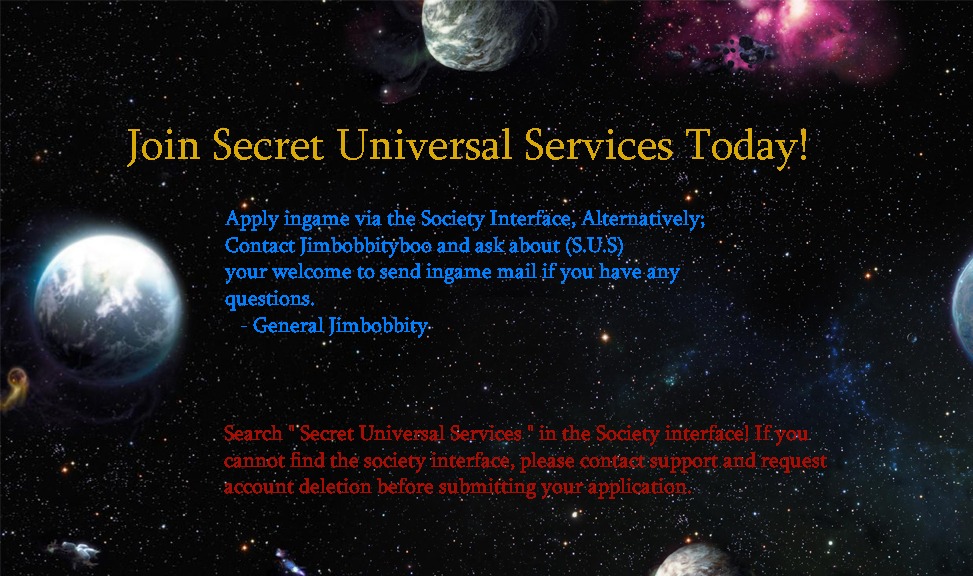 Join Secret Universal Services Today!
Apply ingame via the Society Interface, Alternatively;
Contact Jimbobbityboo and ask about (S.U.S)
your welcome to send ingame mail if you have any
questions.
- General Jimbobbity
Search " Secret Universal Services " in the Society interface! If you
cannot find the society interface, please contact support and request
account deletion before submitting your application.